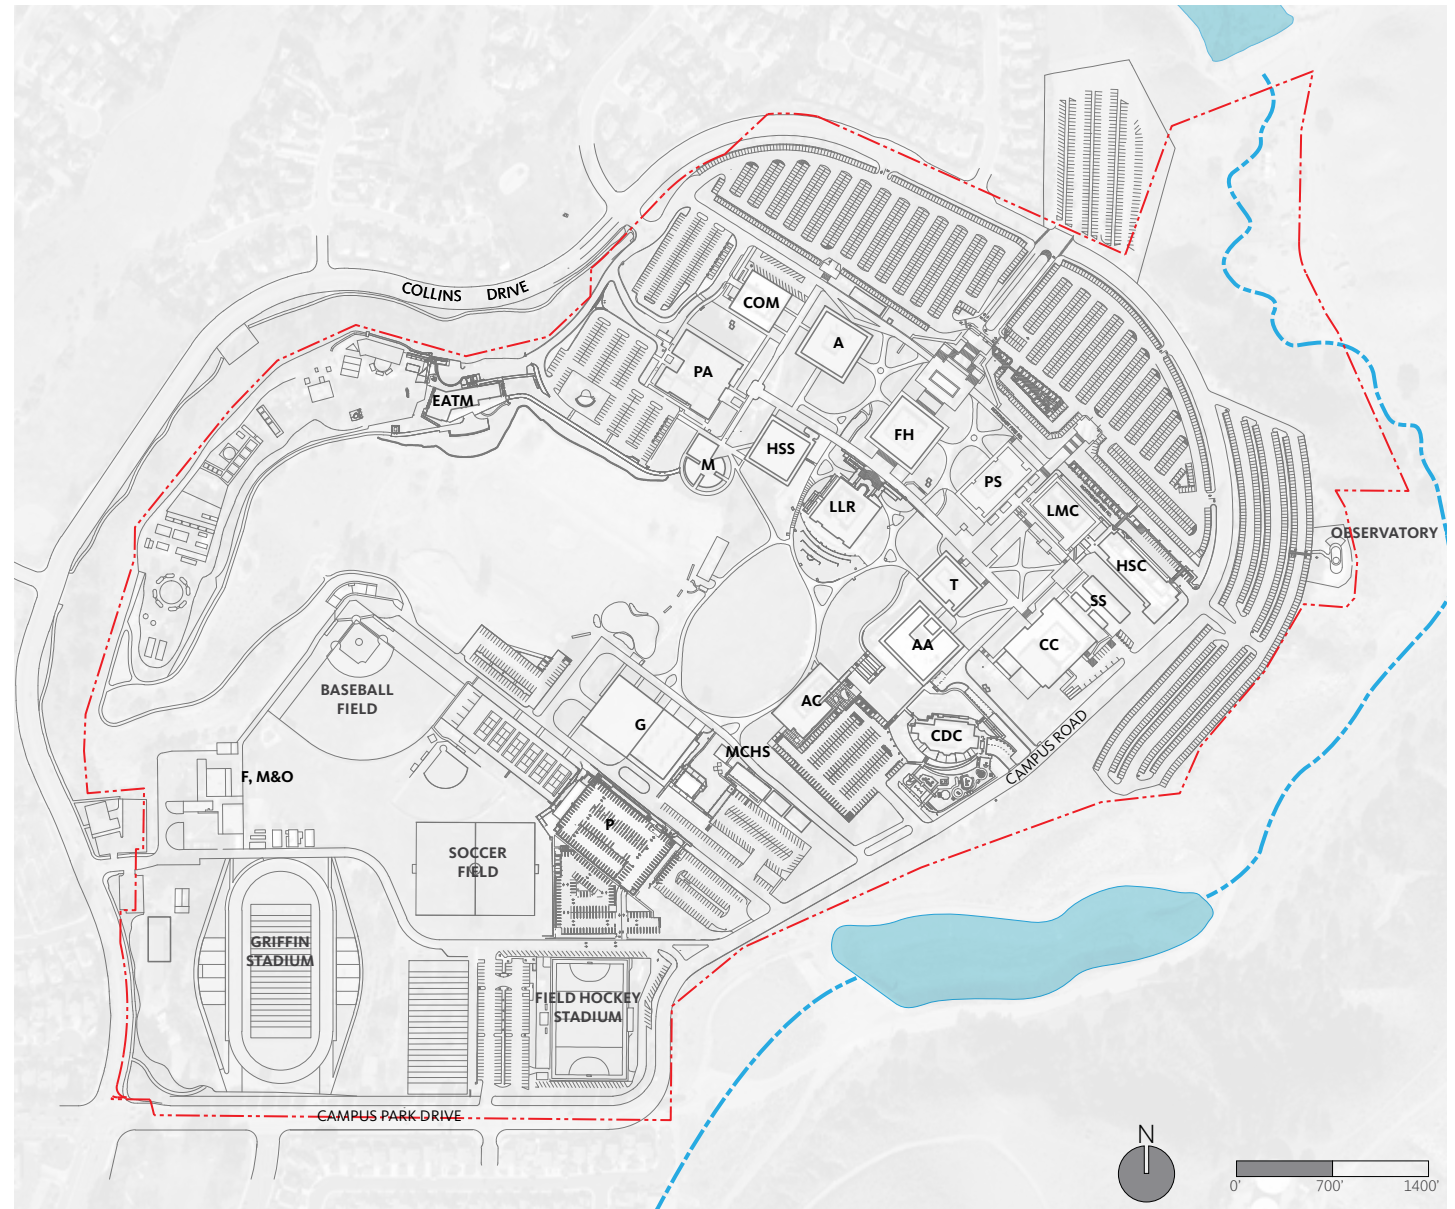 COLLINS DRIVE
COM
A
PA
EATM
FH
HSS
M
PS
LLR
LMC
OBSERVATORY
HSC
T
SS
AA
CC
BASEBALL
FIELD
AC
G
CDC
MCHS
CAMPUS ROAD
F, M&O
P
SOCCER
FIELD
GRIFFIN
STADIUM
FIELD HOCKEY
STADIUM
CAMPUS PARK DRIVE
N
0' 700' 1400'